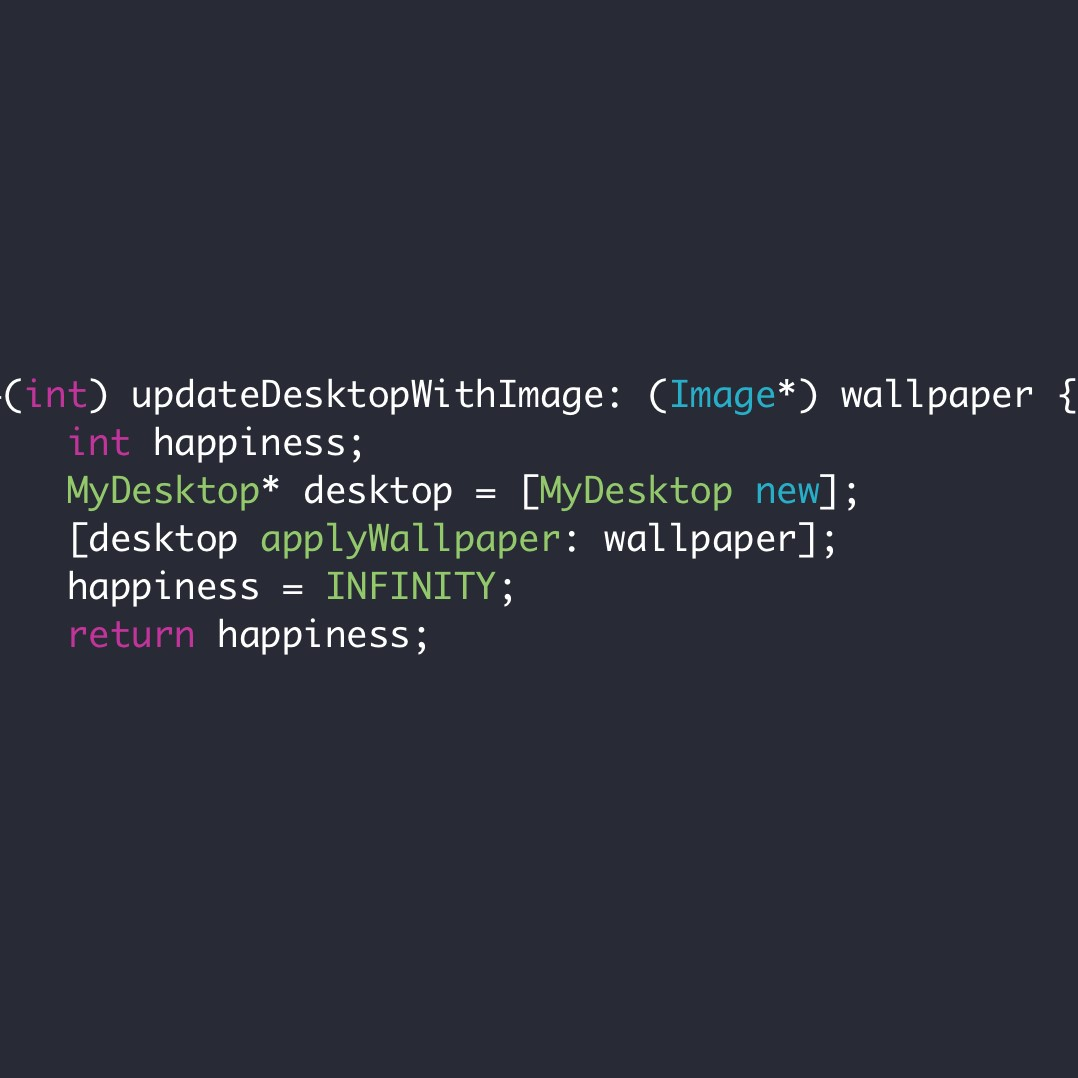 (int) updateDesktopWithImage: (Image*) wallpaper {
int happiness;
MyDesktop* desktop = [MyDesktop new];
[desktop applyWallpaper: wallpaper];
happiness = INFINITY;
return happiness;